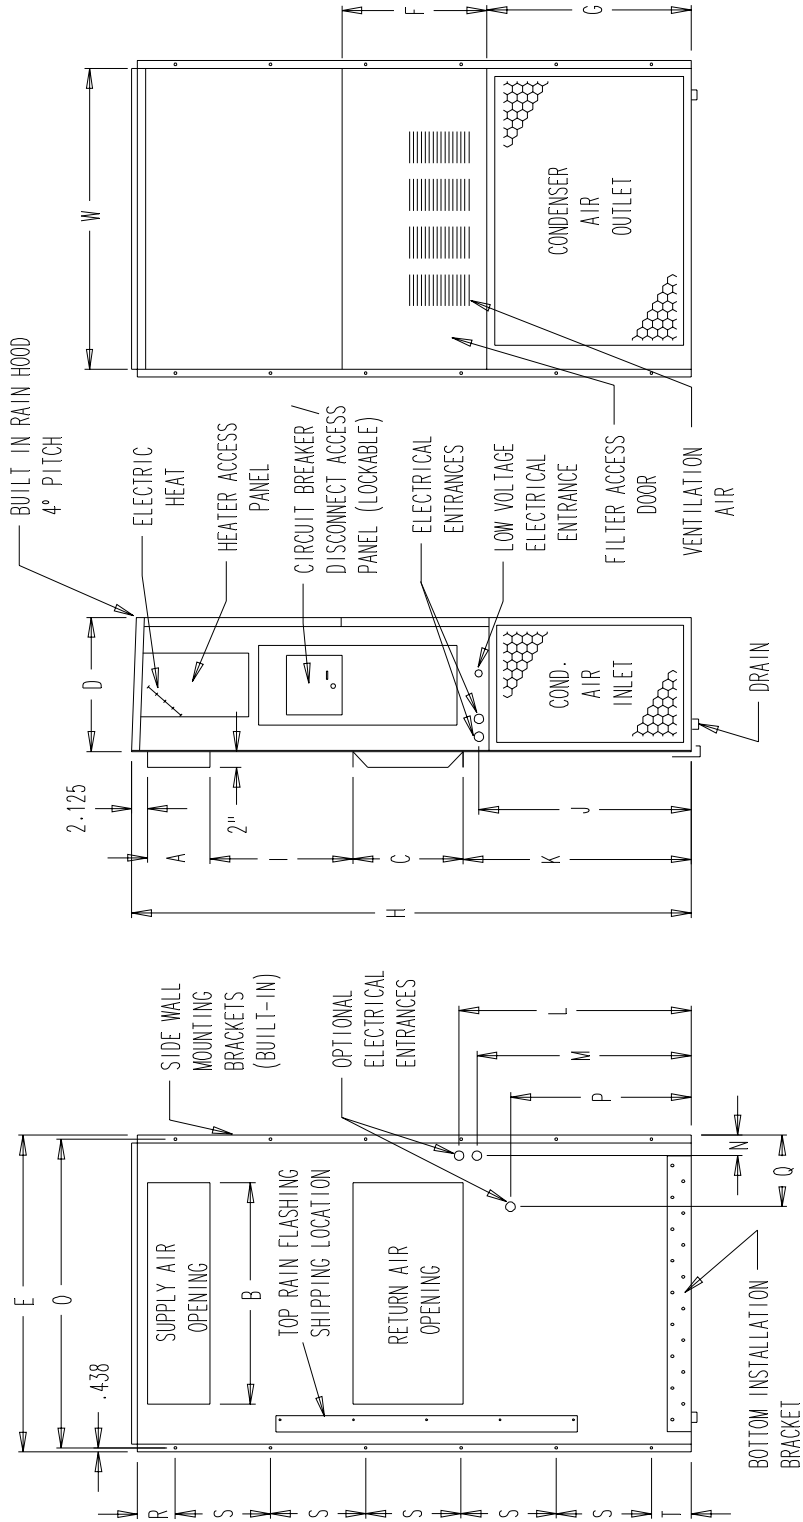 W
F
G
CONDENSER
AIR
OUTLET
BUILT IN RAIN HOOD
4° PITCH
ELECTRIC
HEAT
HEATER ACCESS
PANEL
CIRCUIT BREAKER /
DISCONNECT ACCESS
PANEL (LOCKABLE)
ELECTRICAL
ENTRANCES
LOW VOLTAGE
ELECTRICAL
ENTRANCE
FILTER ACCESS
DOOR
VENTILATION
AIR
D
COND.
AIR
INLET
DRAIN
2.125
2"
A
I
C
J
K
H
SIDE WALL
MOUNTING
BRACKETS
(BUILT-IN)
OPTIONAL
ELECTRICAL
ENTRANCES
L
M
P
N
Q
E
O
.438
SUPPLY AIR
OPENING
B
TOP RAIN FLASHING
SHIPPING LOCATION
RETURN AIR
OPENING
BOTTOM INSTALLATION
BRACKET
R
S
S
S
S
S
T